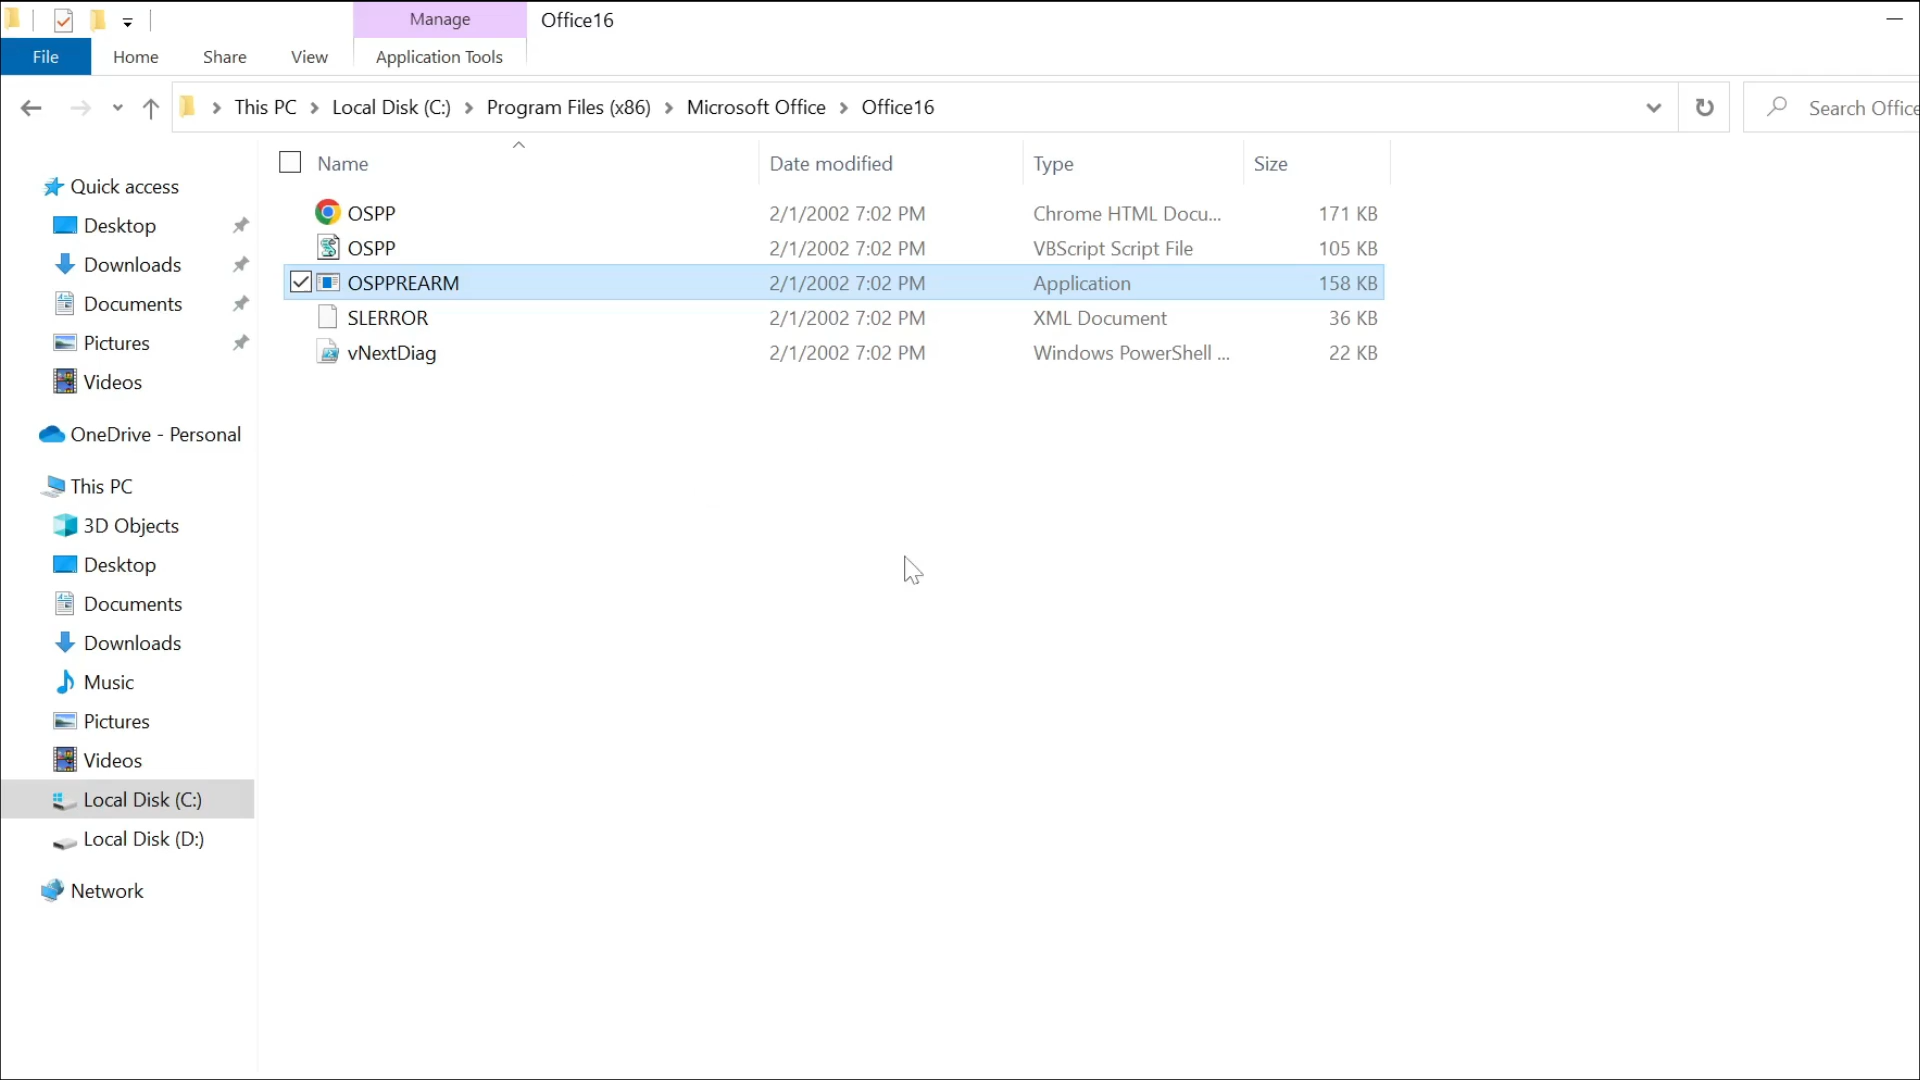 Manage
Office16
File
Home
Share
View
Application Tools
This PC
Local Disk (C:)
Program Files (x86)
Microsoft Office
Office16
Search Office
Name
Date modified
Type
Size
OSPP
2/1/2002 7:02 PM
Chrome HTML Docu...
171 KB
OSPP
2/1/2002 7:02 PM
VBScript Script File
105 KB
OSPPREARM
2/1/2002 7:02 PM
Application
158 KB
SLERROR
2/1/2002 7:02 PM
XML Document
36 KB
vNextDiag
2/1/2002 7:02 PM
Windows PowerShell ...
22 KB
Quick access
Desktop
Downloads
Documents
Pictures
Videos
OneDrive - Personal
This PC
3D Objects
Desktop
Documents
Downloads
Music
Pictures
Videos
Local Disk (C:)
Local Disk (D:)
Network